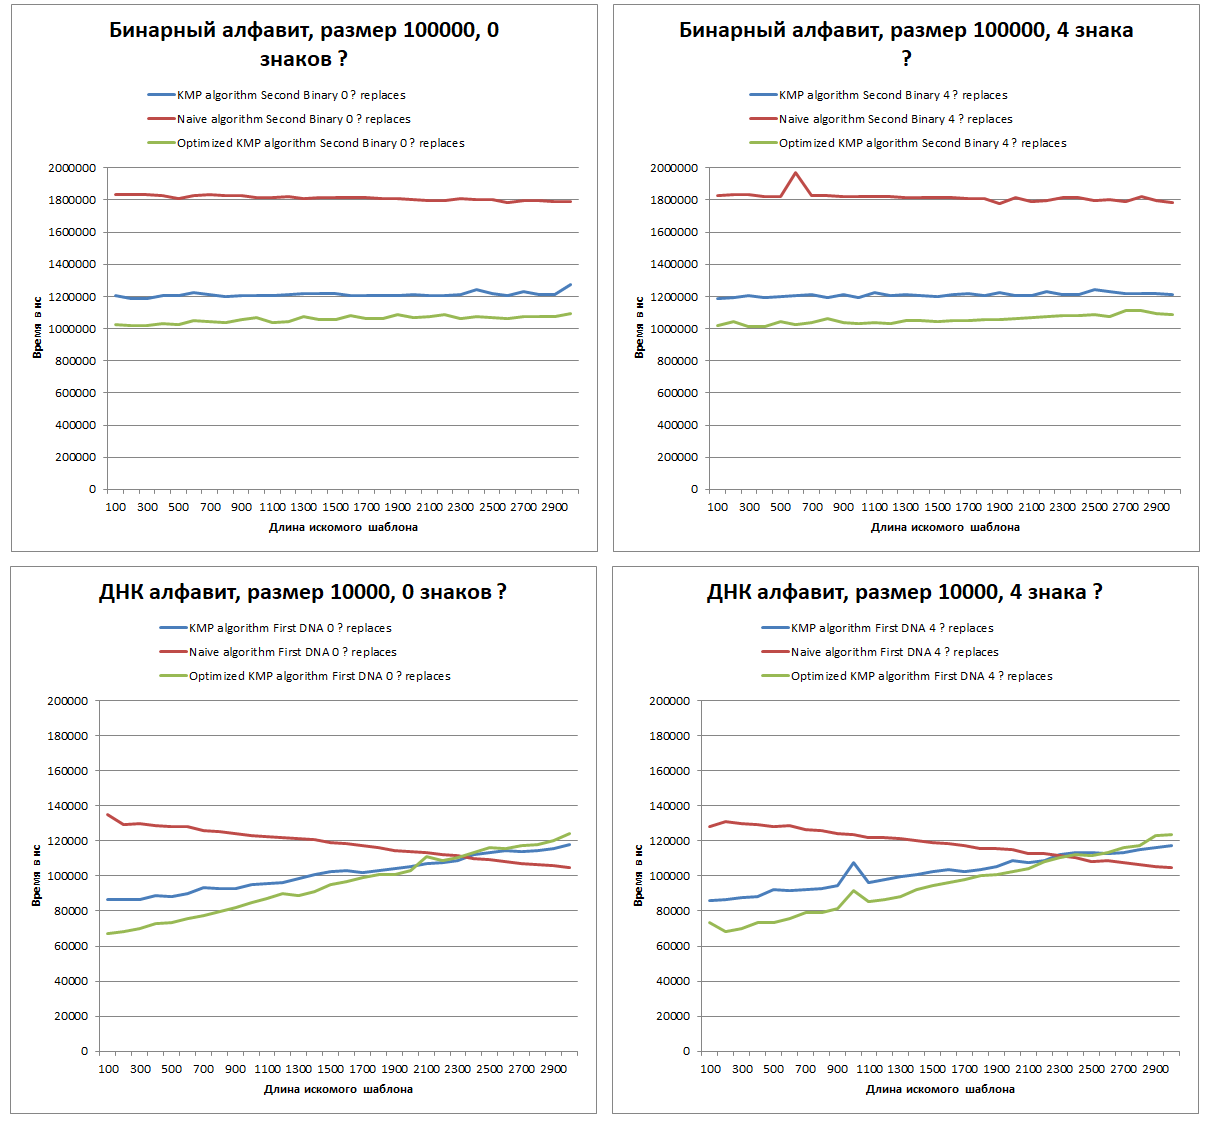 Бинарный алфавит, размер 100000, 0
знаков ?
KMP algorithm Second Binary 0 ? replaces
Naive algorithm Second Binary 0 ? replaces
Optimized KMP algorithm Second Binary 0 ? replaces
2000000
1800000
1600000
1400000
1200000
1000000
800000
600000
400000
200000
0
Время в нс
100 300 500 700 900 1100 1300 1500 1700 1900 2100 2300 2500 2700 2900
Длина искомого шаблона
Бинарный алфавит, размер 100000, 4 знака
?
KMP algorithm Second Binary 4 ? replaces
Naive algorithm Second Binary 4 ? replaces
Optimized KMP algorithm Second Binary 4 ? replaces
2000000
1800000
1600000
1400000
1200000
1000000
800000
600000
400000
200000
0
Время в нс
100 300 500 700 900 1100 1300 1500 1700 1900 2100 2300 2500 2700 2900
Длина искомого шаблона
ДНК алфавит, размер 10000, 0 знаков ?
KMP algorithm First DNA 0 ? replaces
Naive algorithm First DNA 0 ? replaces
Optimized KMP algorithm First DNA 0 ? replaces
200000
180000
160000
140000
120000
100000
80000
60000
40000
20000
0
Время в нс
100 300 500 700 900 1100 1300 1500 1700 1900 2100 2300 2500 2700 2900
Длина искомого шаблона
ДНК алфавит, размер 10000, 4 знака ?
KMP algorithm First DNA 4 ? replaces
Naive algorithm First DNA 4 ? replaces
Optimized KMP algorithm First DNA 4 ? replaces
200000
180000
160000
140000
120000
100000
80000
60000
40000
20000
0
Время в нс
100 300 500 700 900 1100 1300 1500 1700 1900 2100 2300 2500 2700 2900
Длина искомого шаблона